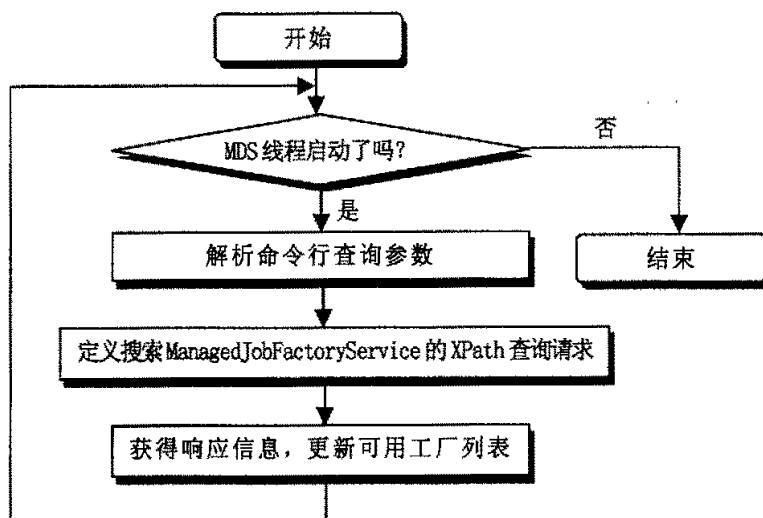 开始
MDS线程启动了吗?
否
是
解析命令行查询参数
结束
定义搜索ManagedJobFactoryService的XPath查询请求
获得响应信息，更新可用工厂列表